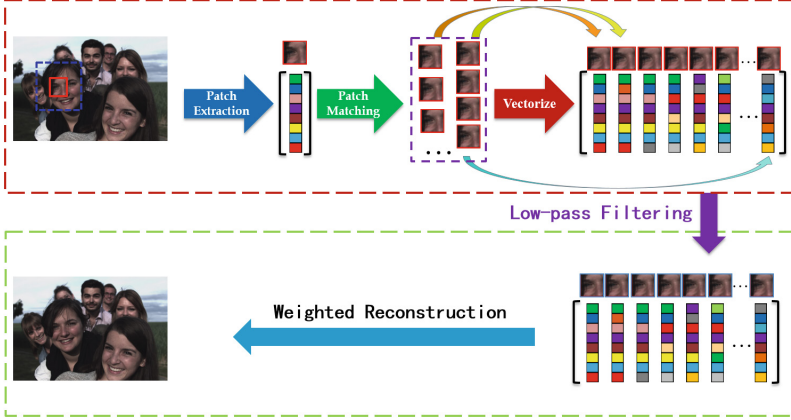 Patch
Extraction
Patch
Matching
Vectorize
...
...
...
...
Low-pass Filtering
...
...
Weighted Reconstruction